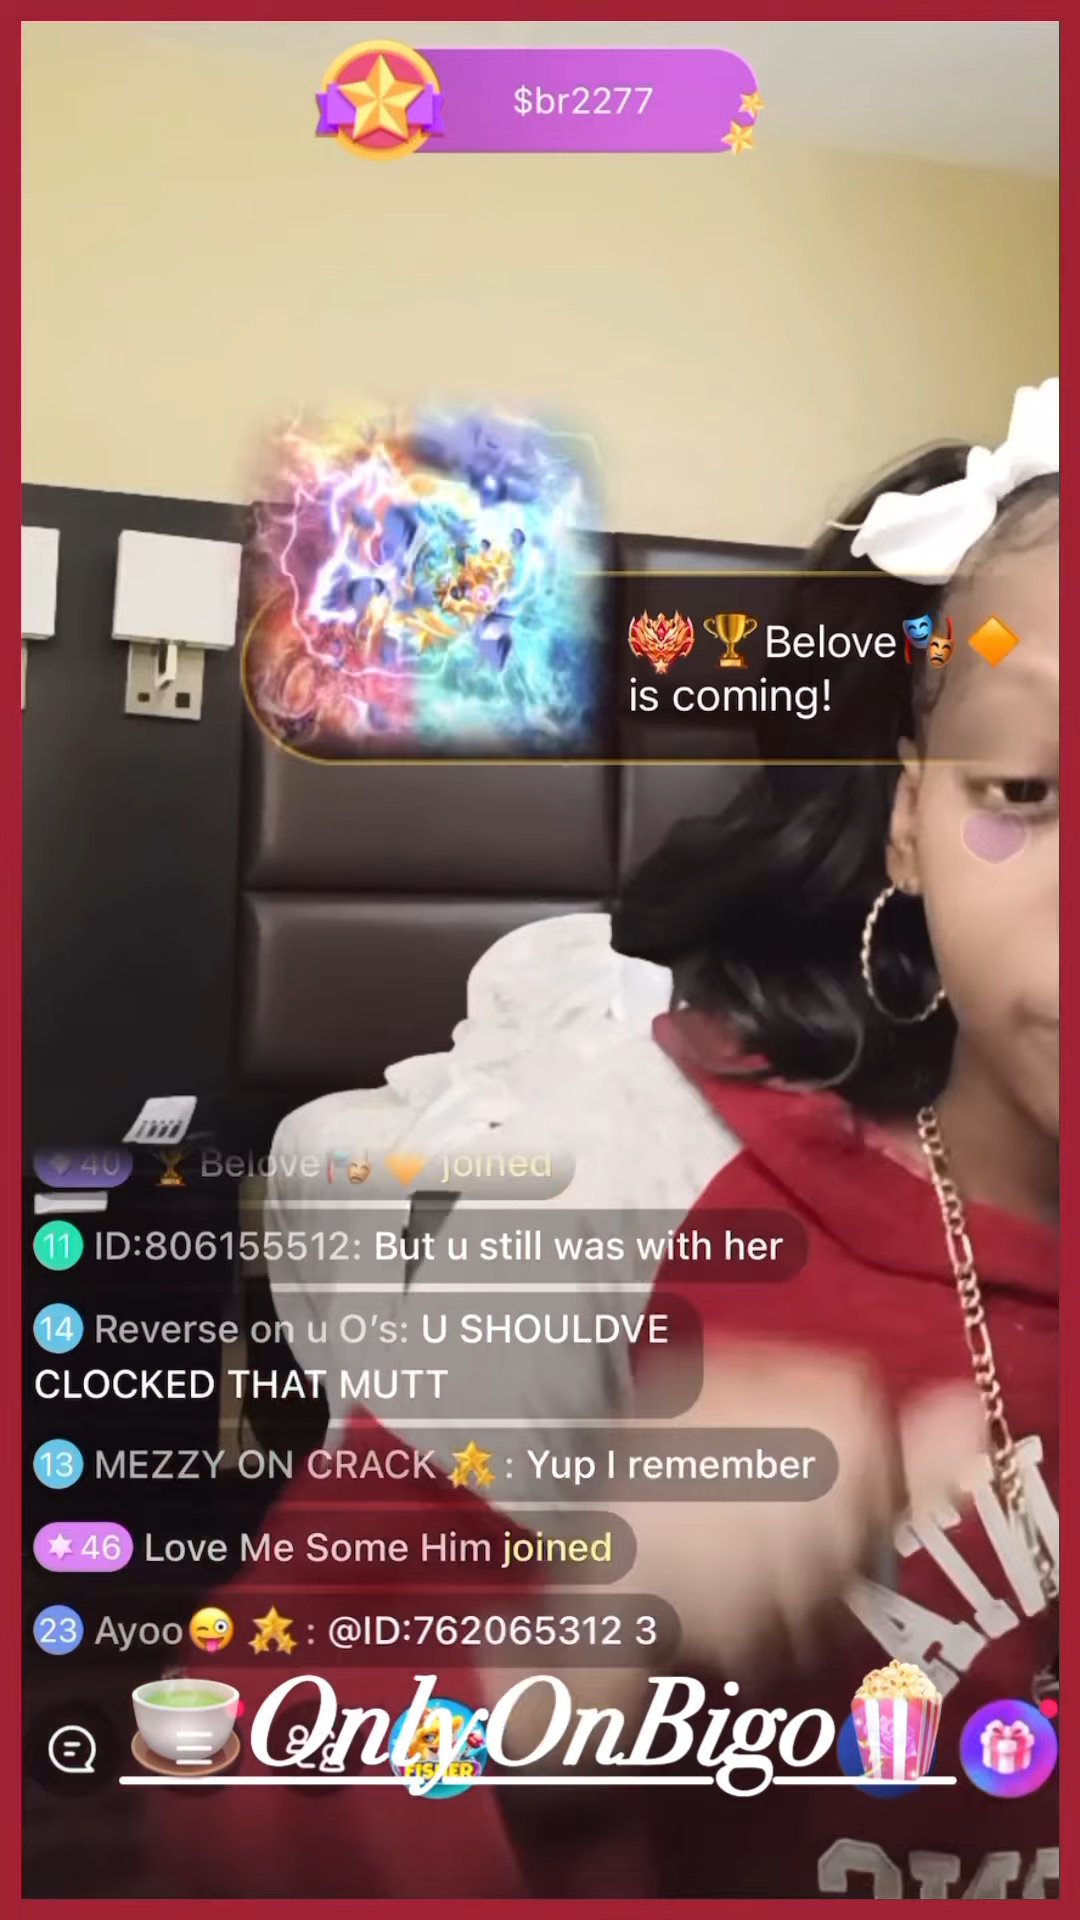 $br2277
Belove
is coming!
40 Belove joined
11 ID:806155512: But u still was with her
14 Reverse on u O's: U SHOULDVE
CLOCKED THAT MUTT
13 MEZZY ON CRACK : Yup I remember
46 Love Me Some Him joined
23 Ayoo : @ID:762065312 3
OnlyOnBigo
FISHER